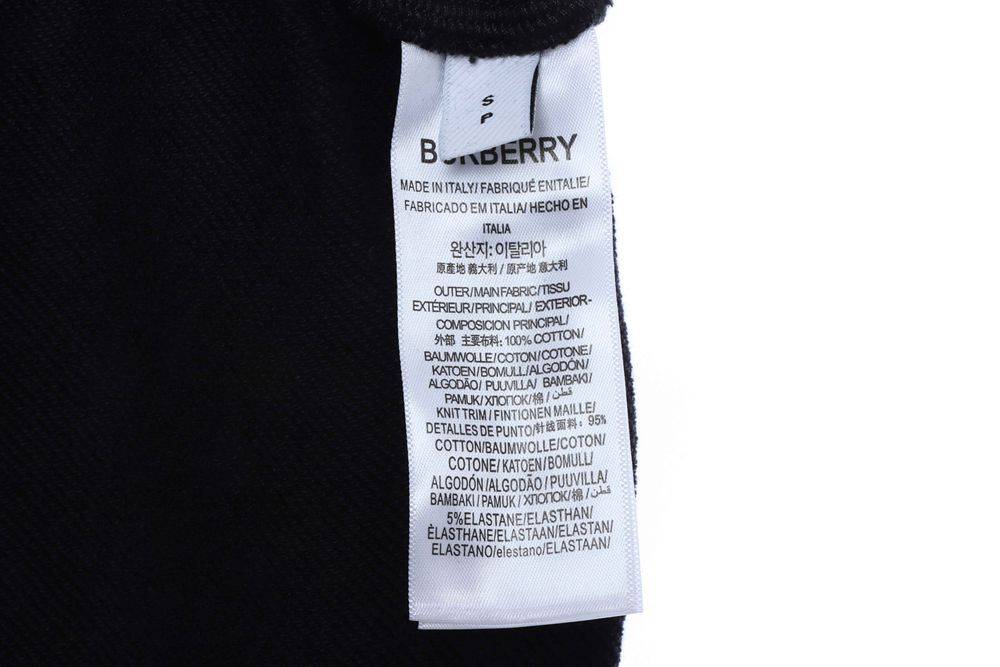 S
P
BURBERRY
MADE IN ITALY/ FABRIQUÉ ENITALIE/
FABRICADO EM ITALIA/ HECHO EN
ITALIA
완산지: 이탈리아
原產地 義大利 / 原产地 意大利
OUTER/MAIN FABRIC/TISSU
EXTÉRIEUR/PRINCIPAL/ EXTERIOR-
COMPOSICION PRINCIPAL/
外部 主要布料: 100% COTTON/
BAUMWOLLE/COTON/COTONE/
KATOEN/BOMULL/ALGODÓN/
ALGODÃO/ PUUVILLA/ BAMBAKI/
PAMUK/ХЛОПОК/棉 / قطن/
KNIT TRIM / FINTIONEN MAILLE/
DETALLES DE PUNTO/针线面料: 95%
COTTON/BAUMWOLLE/COTON/
COTONE/ KATOEN/BOMULL/
ALGODÓN/ALGODÃO / PUUVILLA/
BAMBAKI / PAMUK / ХЛОПОК/棉 / قطن/
5%ELASTANE/ELASTHAN/
ÈLASTHANE/ELASTAAN/ELASTAN/
ELASTANO/elestano/ELASTAAN/